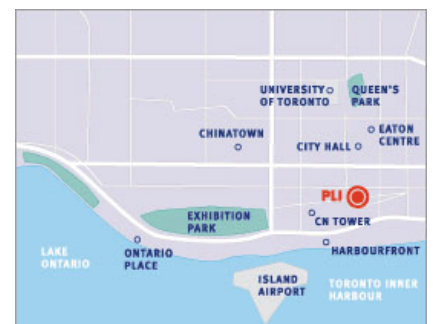 UNIVERSITY
OF TORONTO
QUEEN'S
PARK
CHINATOWN
EATON
CENTRE
CITY HALL
PLI
EXHIBITION
PARK
CN TOWER
LAKE
ONTARIO
ONTARIO
PLACE
HARBOURFRONT
ISLAND
AIRPORT
TORONTO INNER
HARBOUR